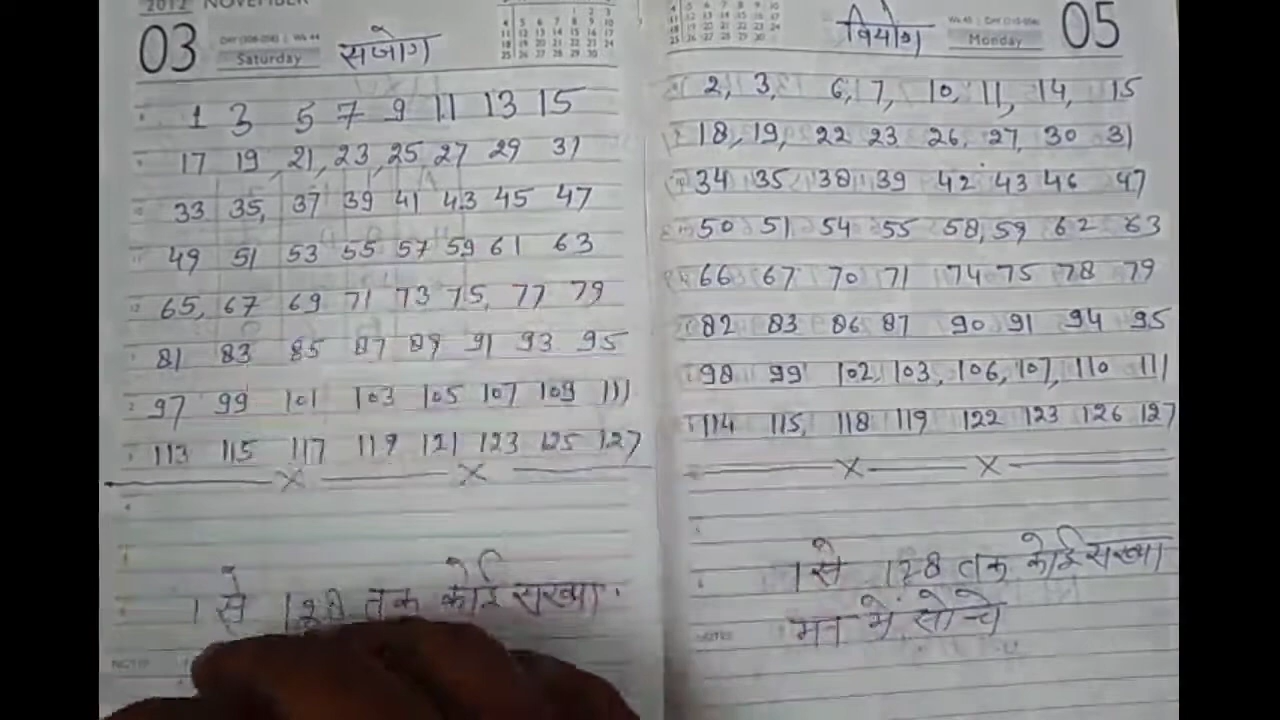 2012 NOVEMBER
03
Saturday
सजोग
1 3 5 7 9 11 13 15
17 19, 21, 23, 25, 27 29 31
33 35, 37 39 41 43 45 47
49 51 53 55 57 59 61 63
65, 67 69 71 73 75, 77 79
81 83 85 87 89 91 93 95
97 99 101 103 105 107 109 111
113 115 117 119 121 123 125 127
1 से 128 तक कोई सख्या.
वियोग
Monday
05
2, 3, 6, 7, 10, 11, 14, 15
18, 19, 22 23 26, 27, 30 31
34 35 38 39 42 43 46 47
50 51 54 55 58, 59 62 63
66 67 70 71 74 75 78 79
82 83 86 87 90 91 94 95
98 99 102, 103, 106, 107, 110 111
114 115, 118 119 122 123 126 127
1 से 128 तक कोई सख्या
मन में सोचे
NOTES